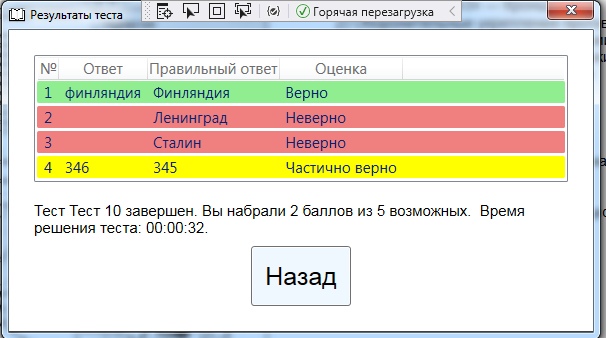 Результаты теста
Горячая перезагрузка
№ Ответ Правильный ответ Оценка
1 финляндия Финляндия Верно
2 Ленинград Неверно
3 Сталин Неверно
4 346 345 Частично верно
Тест Тест 10 завершен. Вы набрали 2 баллов из 5 возможных. Время
решения теста: 00:00:32.
Назад